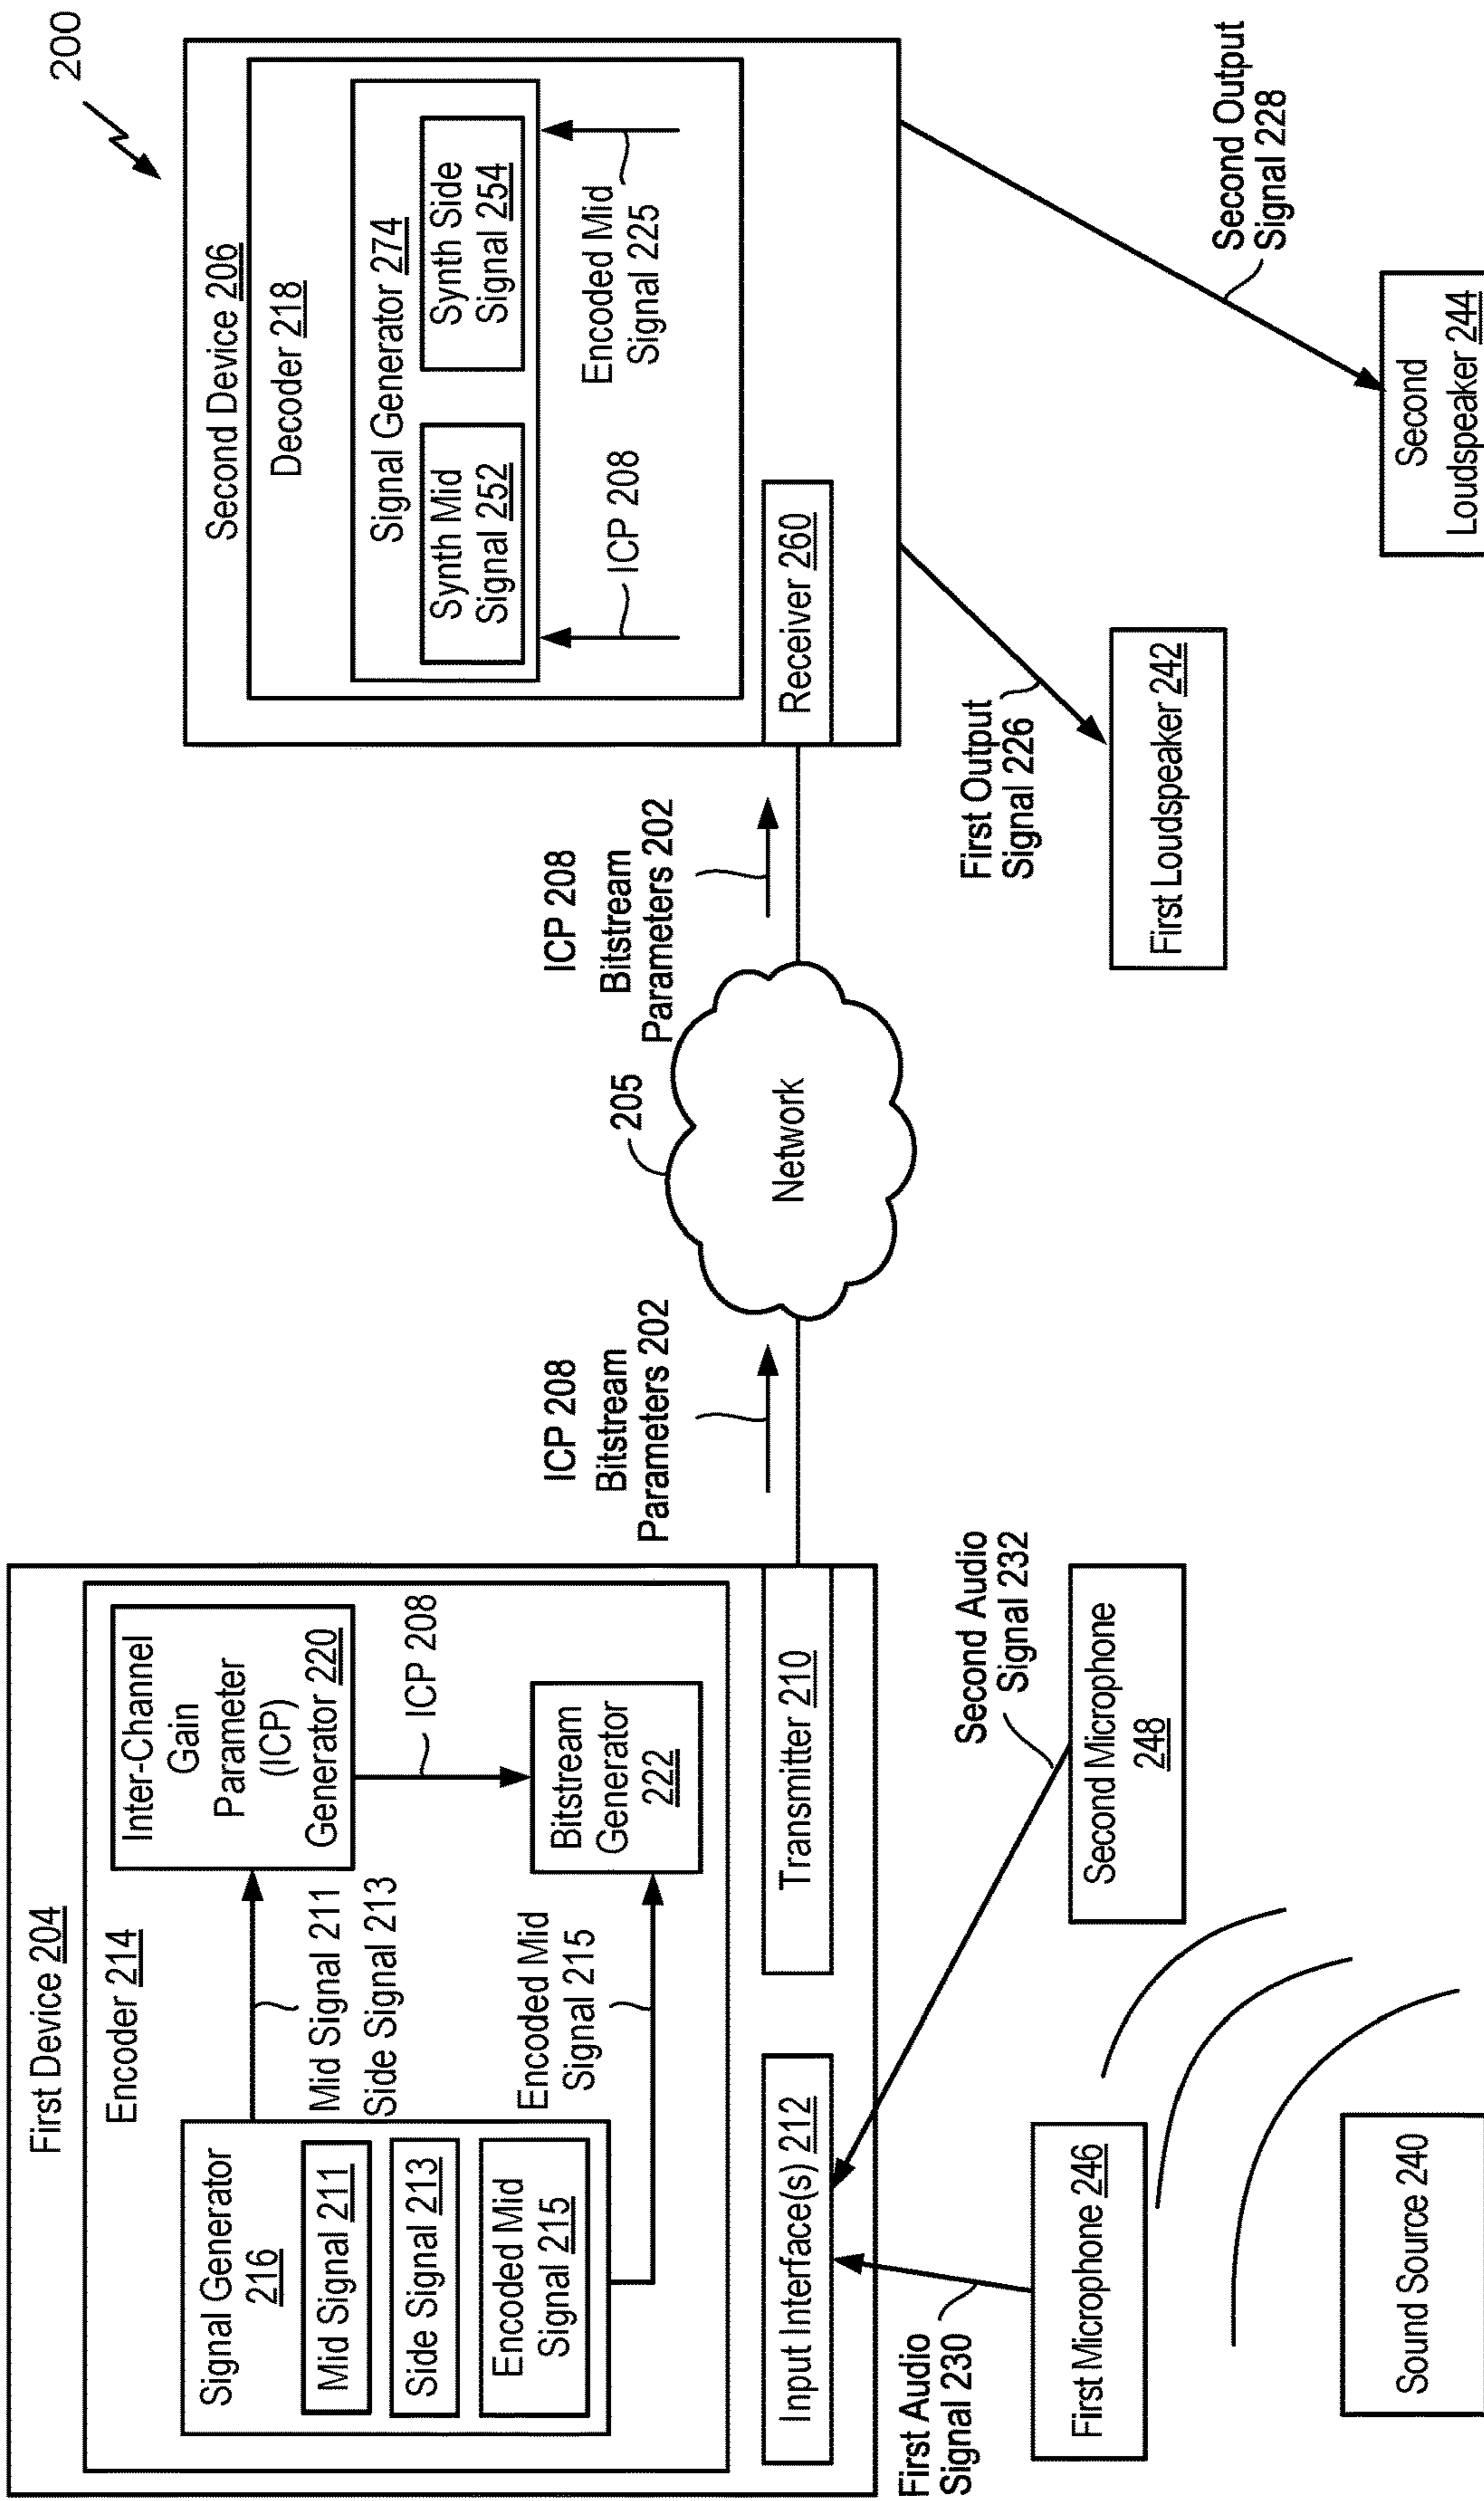 200
First Device 204
Encoder 214
Signal Generator
216
Mid Signal 211
Side Signal 213
Encoded Mid
Signal 215
Mid Signal 211
Side Signal 213
Encoded Mid
Signal 215
Inter-Channel
Gain
Parameter
(ICP)
Generator 220
ICP 208
Bitstream
Generator
222
Input Interface(s) 212
Transmitter 210
First Audio
Signal 230
Second Audio
Signal 232
First Microphone 246
Second Microphone
248
Sound Source 240
ICP 208
Bitstream
Parameters 202
205
Network
ICP 208
Bitstream
Parameters 202
Second Device 206
Decoder 218
Signal Generator 274
Synth Mid
Signal 252
Synth Side
Signal 254
ICP 208
Encoded Mid
Signal 225
Receiver 260
First Output
Signal 226
Second Output
Signal 228
First Loudspeaker 242
Second
Loudspeaker 244